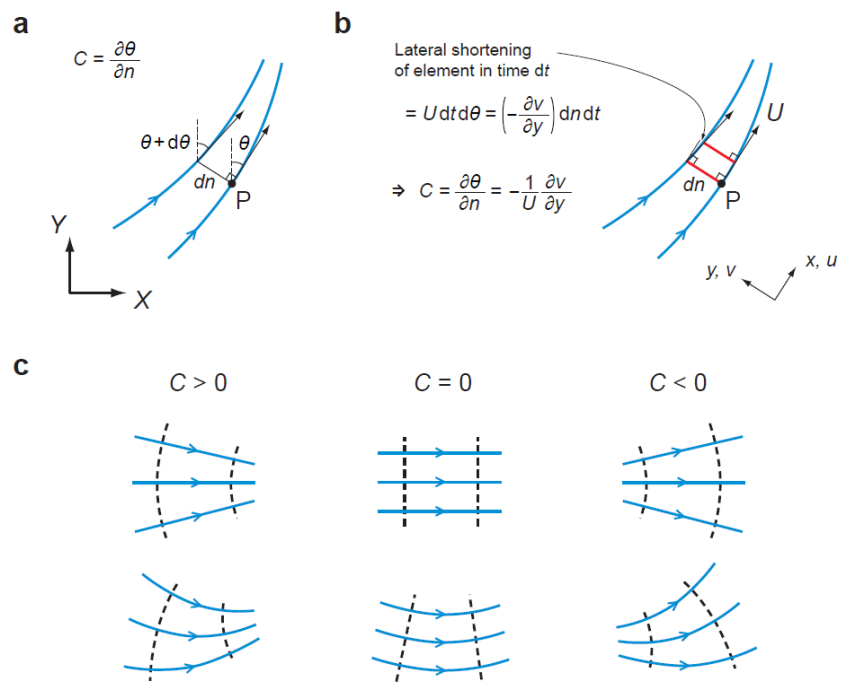 a
C = ∂θ/∂n
θ + dθ
θ
dn
P
Y
X
b
Lateral shortening
of element in time dt
= U dt dθ = (−∂v/∂y) dn dt
⇒ C = ∂θ/∂n = −(1/U) ∂v/∂y
U
dn
P
y, v
x, u
c
C > 0
C = 0
C < 0